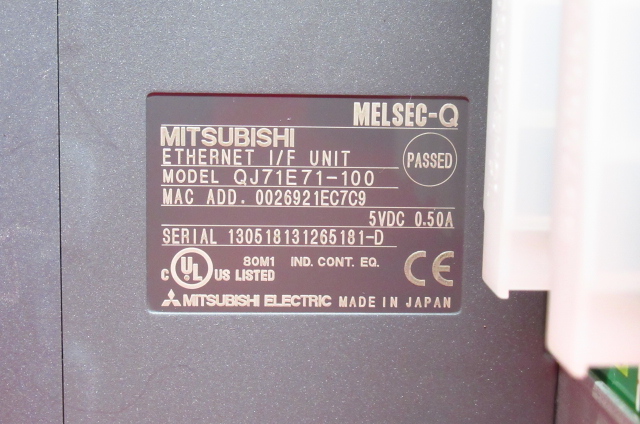 MELSEC-Q
MITSUBISHI
ETHERNET I/F UNIT
PASSED
MODEL QJ71E71-100
MAC ADD. 0026921EC7C9
5VDC 0.50A
SERIAL 130518131265181-D
C UL US LISTED
80M1 IND. CONT. EQ.
CE
MITSUBISHI ELECTRIC MADE IN JAPAN